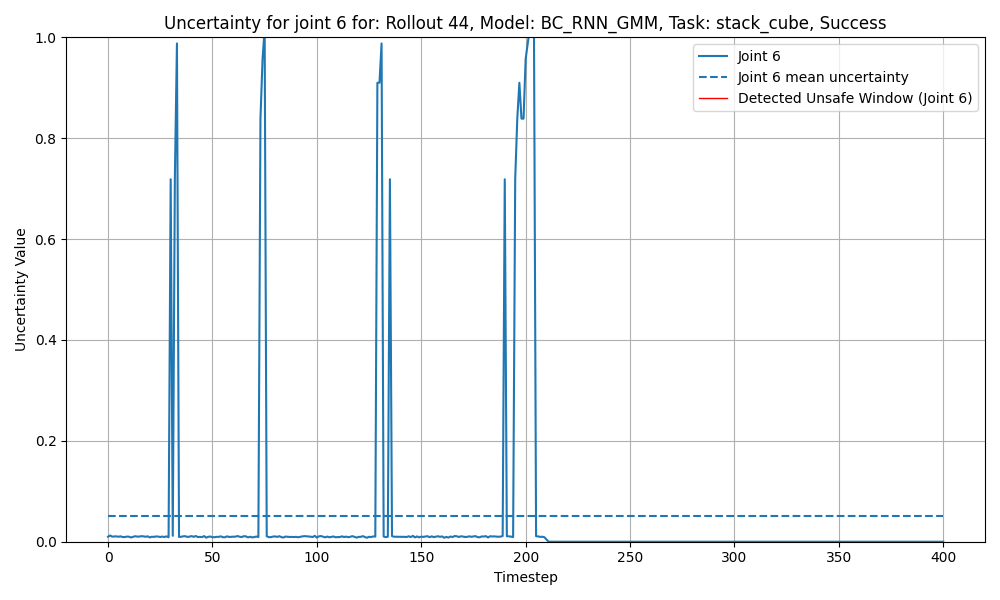 Uncertainty for joint 6 for: Rollout 44, Model: BC_RNN_GMM, Task: stack_cube, Success
Joint 6
Joint 6 mean uncertainty
Detected Unsafe Window (Joint 6)
Uncertainty Value
1.0
0.8
0.6
0.4
0.2
0.0
0 50 100 150 200 250 300 350 400
Timestep